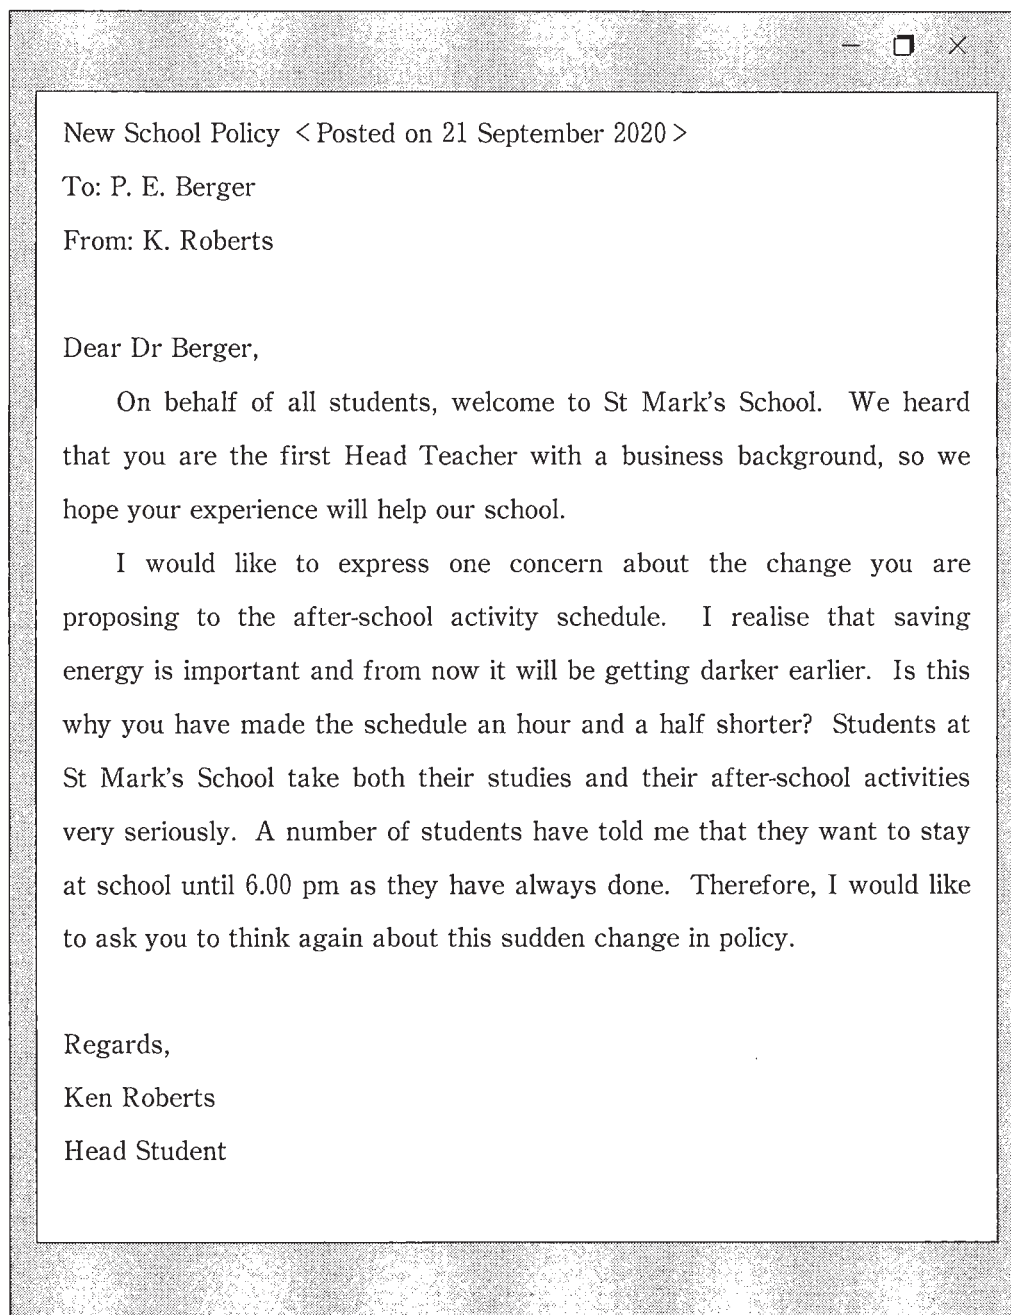 New School Policy <Posted on 21 September 2020>
To: P. E. Berger
From: K. Roberts
Dear Dr Berger,
On behalf of all students, welcome to St Mark's School. We heard
that you are the first Head Teacher with a business background, so we
hope your experience will help our school.
I would like to express one concern about the change you are
proposing to the after-school activity schedule. I realise that saving
energy is important and from now it will be getting darker earlier. Is this
why you have made the schedule an hour and a half shorter? Students at
St Mark's School take both their studies and their after-school activities
very seriously. A number of students have told me that they want to stay
at school until 6.00 pm as they have always done. Therefore, I would like
to ask you to think again about this sudden change in policy.
Regards,
Ken Roberts
Head Student